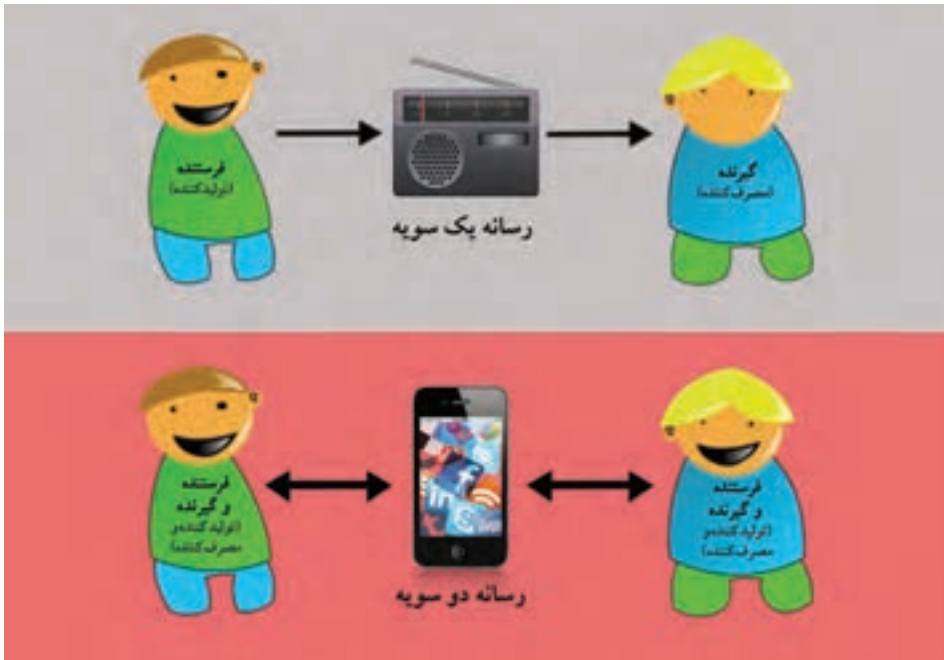 گیرنده
(مصرف‌کننده)
فرستنده
(تولیدکننده)
رسانه یک سویه
فرستنده
و گیرنده
(تولیدکننده و
مصرف‌کننده)
فرستنده
و گیرنده
(تولیدکننده و
مصرف‌کننده)
رسانه دو سویه